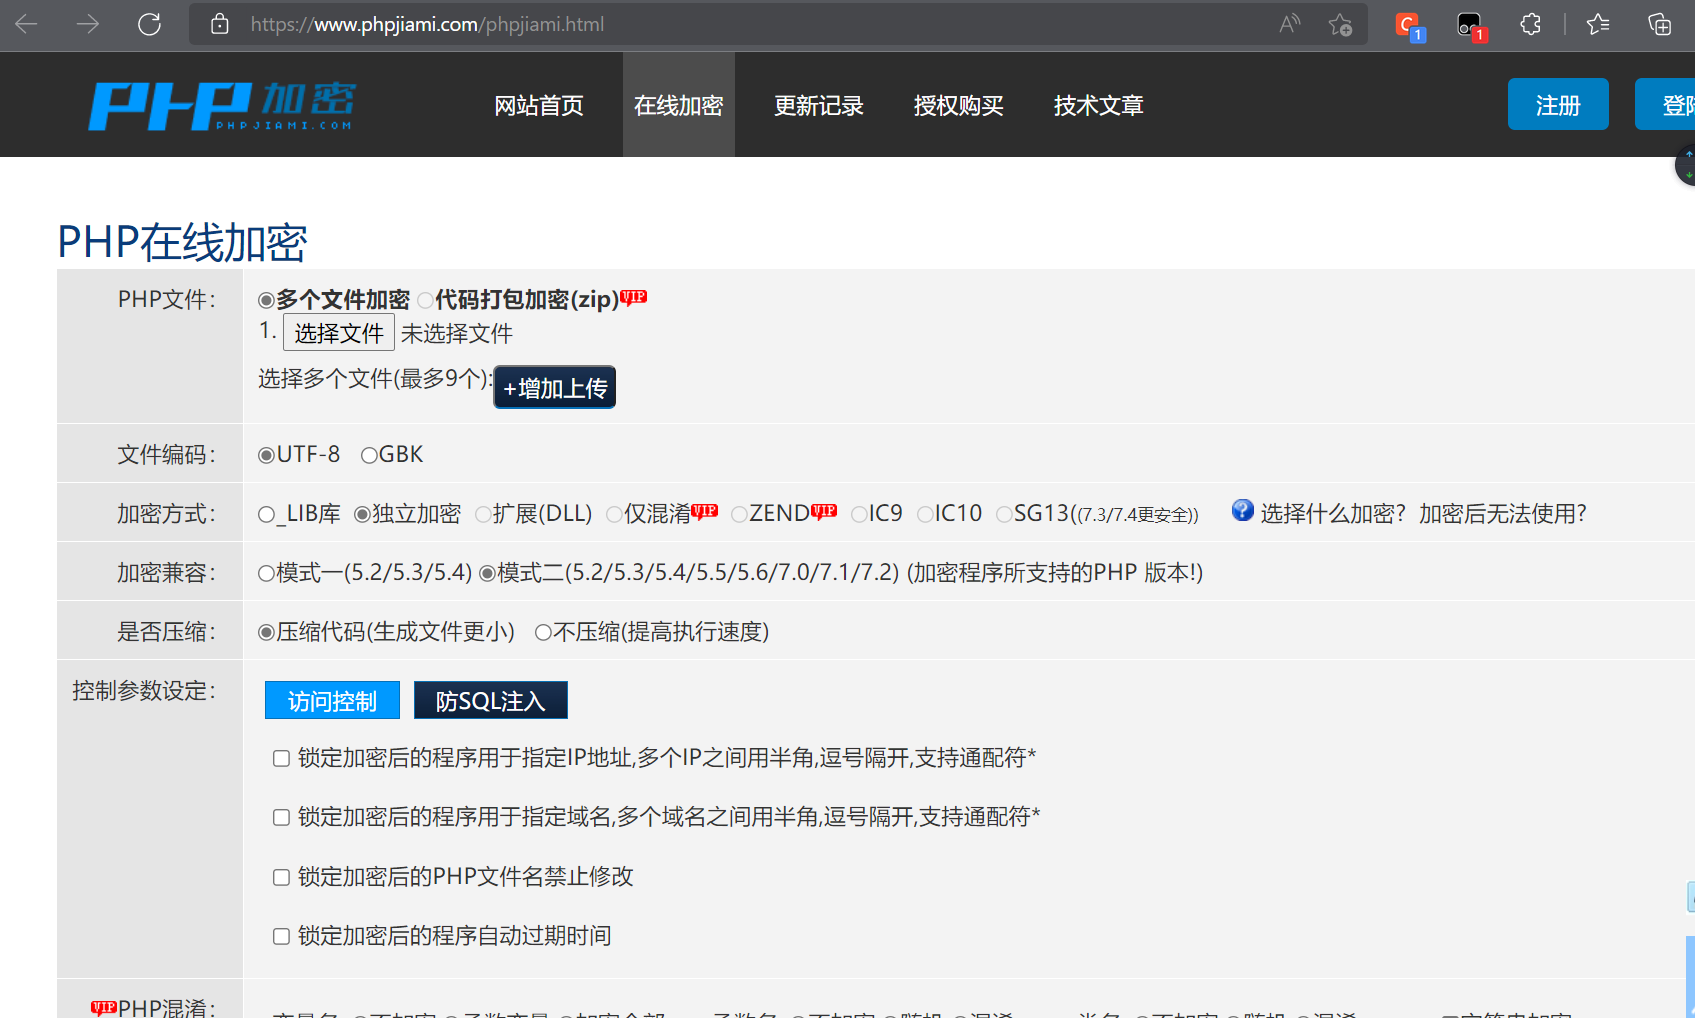 https://www.phpjiami.com/phpjiami.html
1
1
PHP加密
PHPJIAMI.COM
网站首页 在线加密 更新记录 授权购买 技术文章 注册
PHP在线加密
PHP文件: 多个文件加密 代码打包加密(zip) VIP
1. 选择文件 未选择文件
选择多个文件(最多9个): +增加上传
文件编码: UTF-8 GBK
加密方式: _LIB库 独立加密 扩展(DLL) 仅混淆 VIP ZEND VIP IC9 IC10 SG13((7.3/7.4更安全)) ? 选择什么加密? 加密后无法使用?
加密兼容: 模式一(5.2/5.3/5.4) 模式二(5.2/5.3/5.4/5.5/5.6/7.0/7.1/7.2) (加密程序所支持的PHP 版本!)
是否压缩: 压缩代码(生成文件更小) 不压缩(提高执行速度)
控制参数设定: 访问控制 防SQL注入
锁定加密后的程序用于指定IP地址,多个IP之间用半角,逗号隔开,支持通配符*
锁定加密后的程序用于指定域名,多个域名之间用半角,逗号隔开,支持通配符*
锁定加密后的PHP文件名禁止修改
锁定加密后的程序自动过期时间
VIP PHP混淆: